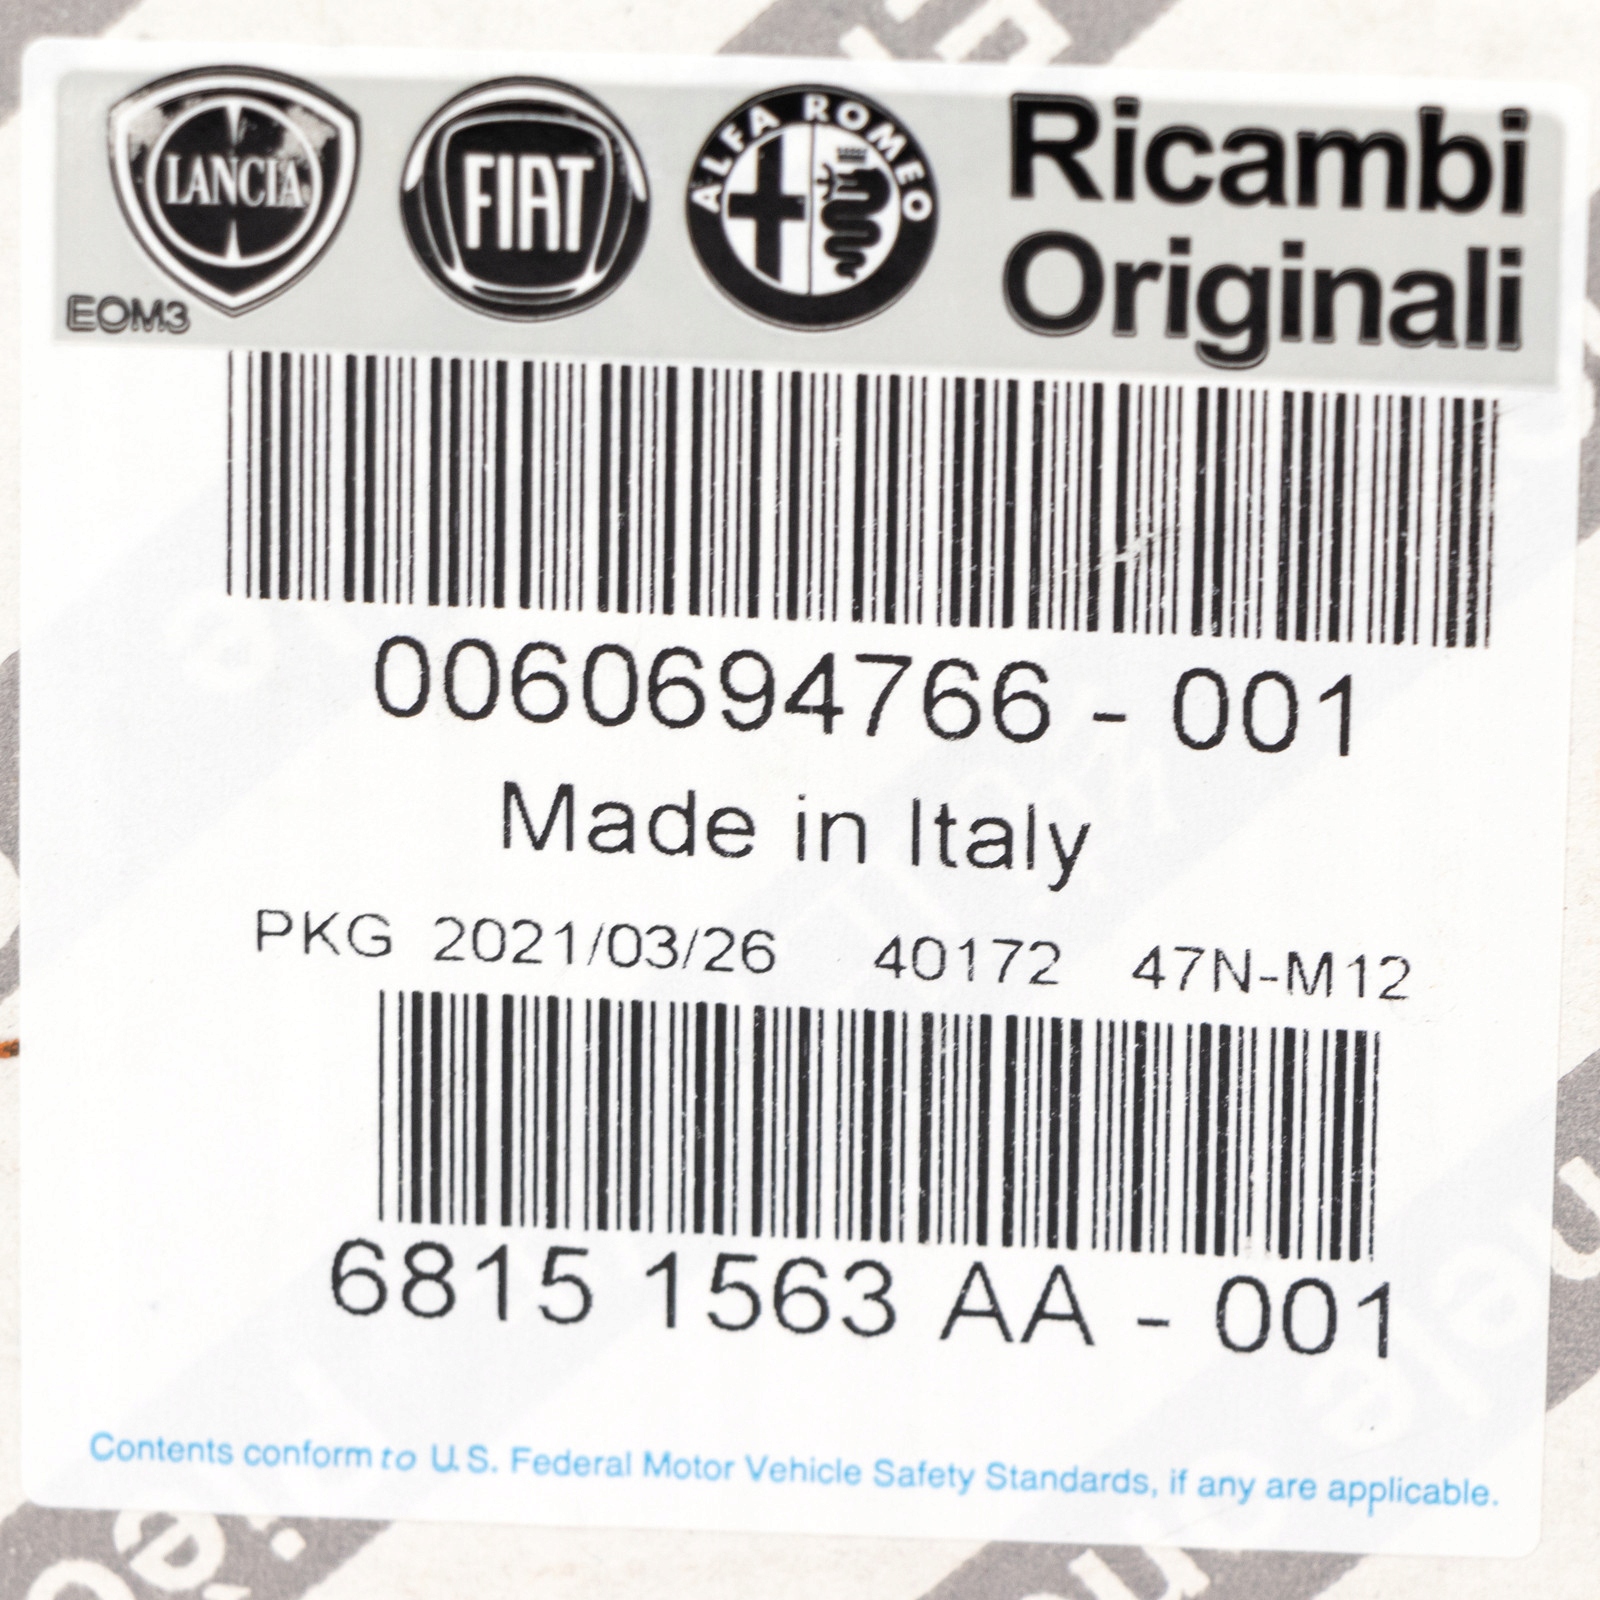 LANCIA
FIAT
ALFA ROMEO
Ricambi
Originali
EOM3
0060694766 - 001
Made in Italy
PKG 2021/03/26 40172 47N-M12
6815 1563 AA - 001
Contents conform to U.S. Federal Motor Vehicle Safety Standards, if any are applicable.